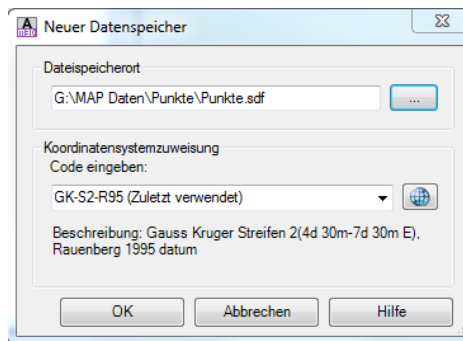 A
M3D
Neuer Datenspeicher
Dateispeicherort
G:\MAP Daten\Punkte\Punkte.sdf
...
Koordinatensystemzuweisung
Code eingeben:
GK-S2-R95 (Zuletzt verwendet)
Beschreibung: Gauss Kruger Streifen 2(4d 30m-7d 30m E),
Rauenberg 1995 datum
OK Abbrechen Hilfe